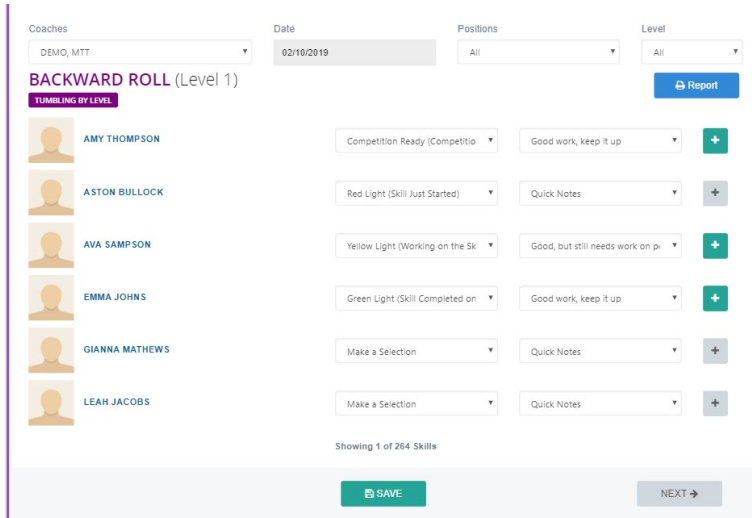 Coaches Date Positions Level
DEMO, MTT 02/10/2019 All All
BACKWARD ROLL (Level 1)
Report
TUMBLING BY LEVEL
AMY THOMPSON Competition Ready (Competitio Good work, keep it up
ASTON BULLOCK Red Light (Skill Just Started) Quick Notes
AVA SAMPSON Yellow Light (Working on the Sk Good, but still needs work on
EMMA JOHNS Green Light (Skill Completed on Good work, keep it up
GIANNA MATHEWS Make a Selection Quick Notes
LEAH JACOBS Make a Selection Quick Notes
Showing 1 of 264 Skills
SAVE NEXT